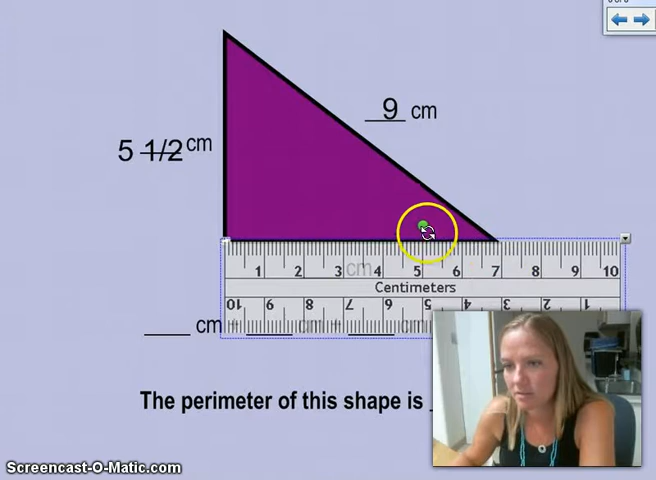 9 cm
5 1/2 cm
cm
1 2 3 4 5 6 7 8 9 10
Centimeters
10 9 8 7 6 5 4 3 2 1
cm + cm + cm
The perimeter of this shape is
Screencast-O-Matic.com